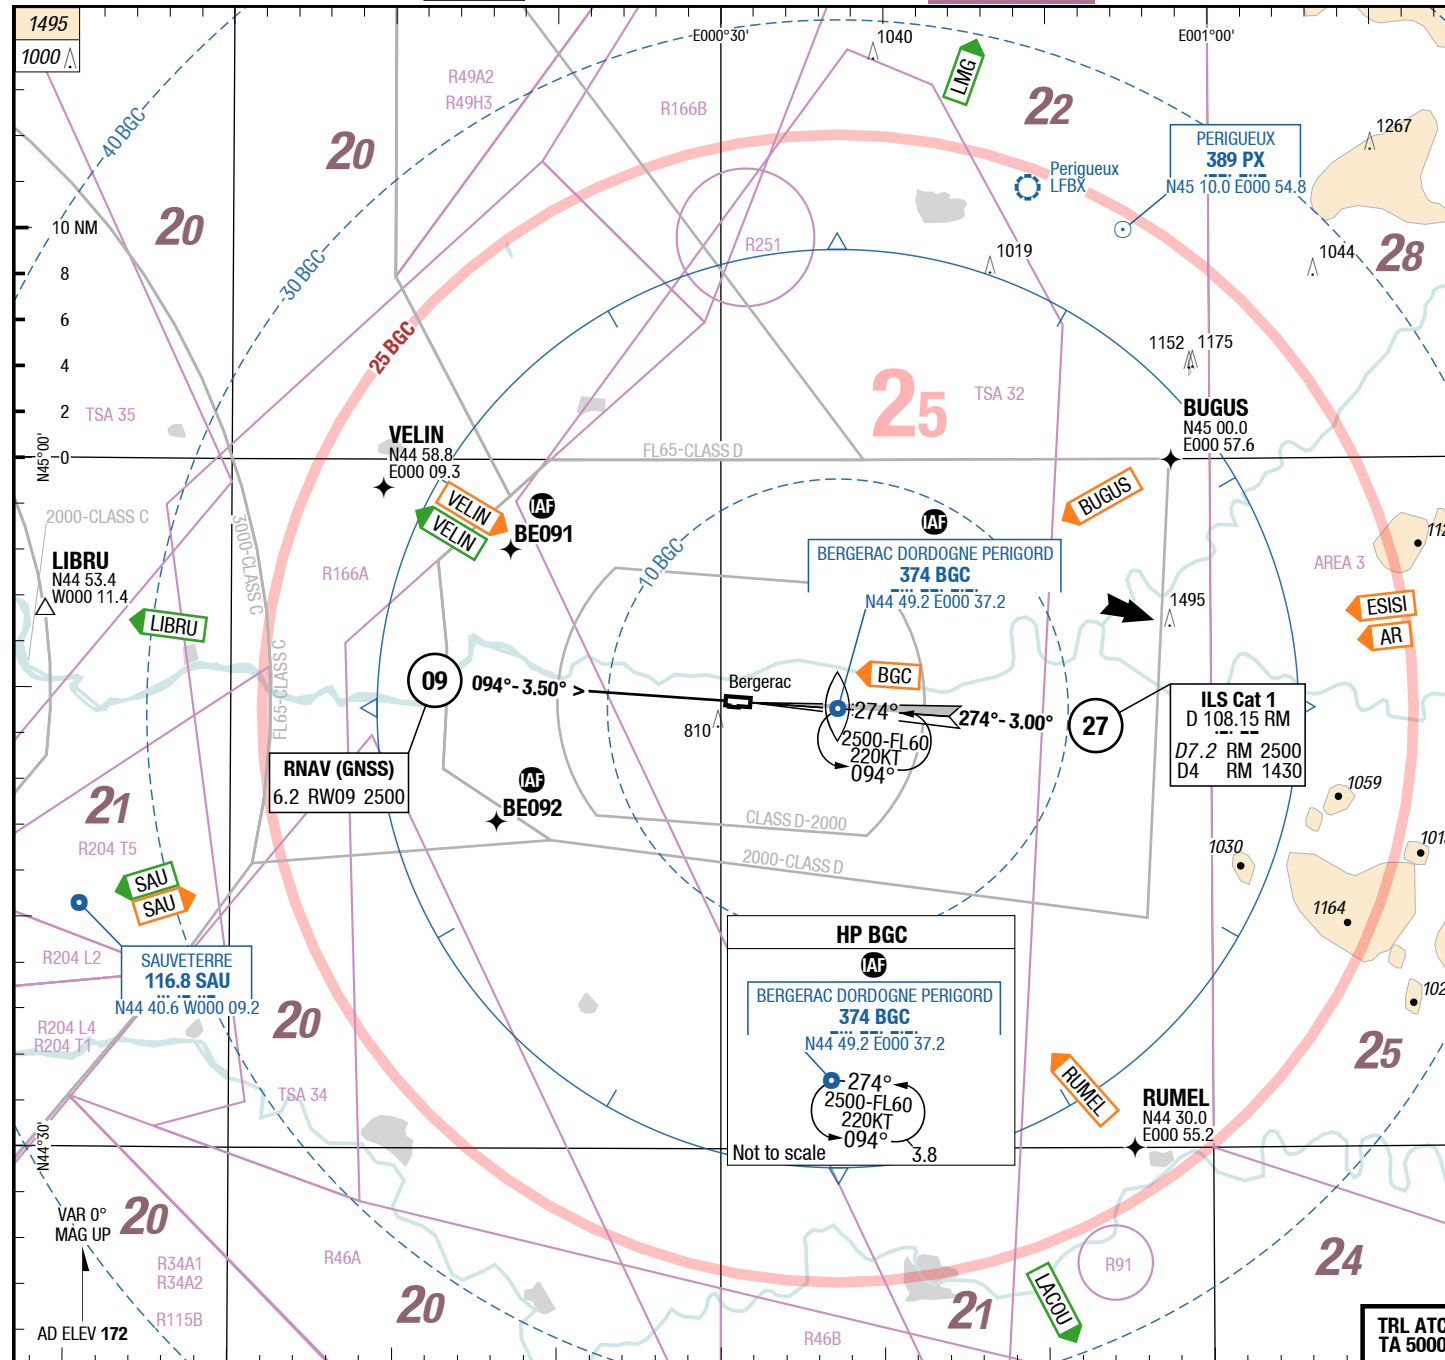 1495
1000
E000°30'
1040
LMG
E001°00'
22
1267
R49A2
R49H3
R166B
40 BGC
20
PERIGUEUX
389 PX
N45 10.0 E000 54.8
Perigueux
LFBX
20
10 NM
R251
30 BGC
1019
1044
28
8
6
4
2
0
N45°00'
25 BGC
1152
1175
TSA 35
25
TSA 32
BUGUS
N45 00.0
E000 57.6
VELIN
N44 58.8
E000 09.3
FL65-CLASS D
VELIN
VELIN
IAF
BE091
BUGUS
IAF
2000-CLASS C
3000-CLASS C
10 BGC
BERGERAC DORDOGNE PERIGORD
374 BGC
N44 49.2 E000 37.2
LIBRU
N44 53.4
W000 11.4
R166A
AREA 3
1495
LIBRU
ESISI
AR
FL65-CLASS C
09
094°-3.50° >
Bergerac
BGC
810
274°
2500-FL60
220KT
094°
274°-3.00°
27
ILS Cat 1
D 108.15 RM
D7.2 RM 2500
D4 RM 1430
RNAV (GNSS)
6.2 RW09 2500
IAF
BE092
1059
21
R204 T5
CLASS D-2000
2000-CLASS D
1030
SAU
SAU
1164
R204 L2
SAUVETERRE
116.8 SAU
N44 40.6 W000 09.2
HP BGC
IAF
BERGERAC DORDOGNE PERIGORD
374 BGC
N44 49.2 E000 37.2
274°
2500-FL60
220KT
094°
3.8
Not to scale
R204 L4
R204 T1
20
25
TSA 34
RUMEL
RUMEL
N44 30.0
E000 55.2
N44°30'
VAR 0°
MAG UP
20
R34A1
R34A2
R46A
R115B
20
AD ELEV 172
R91
24
LACOU
21
R46B
TRL ATC
TA 5000